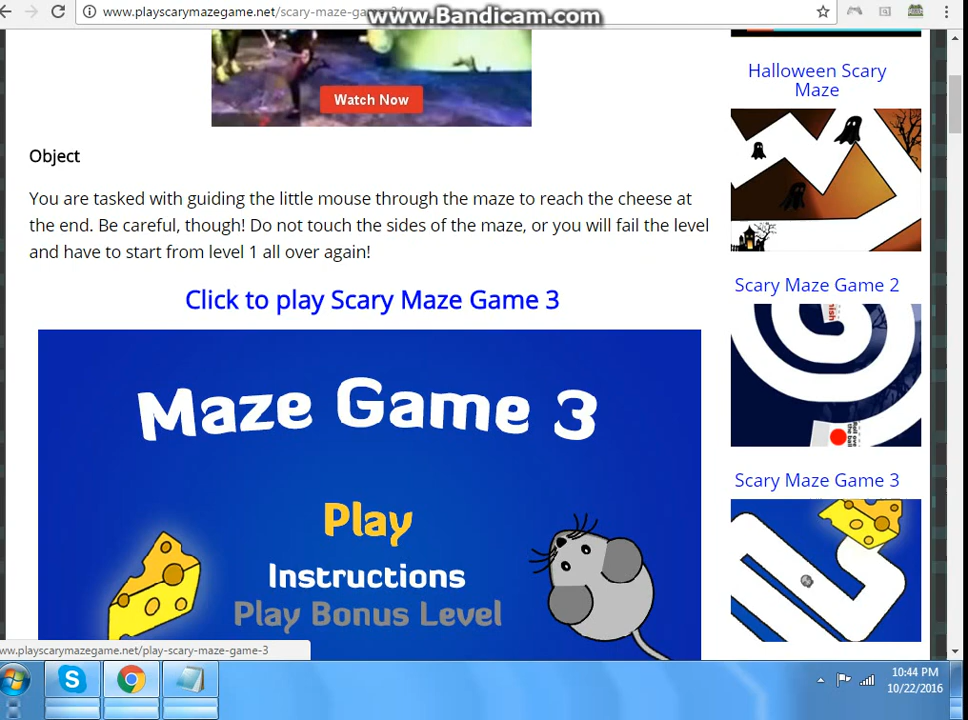 www.playscarymazegame.net/scary-maze-game-3/
www.Bandicam.com
Watch Now
Halloween Scary
Maze
Object
You are tasked with guiding the little mouse through the maze to reach the cheese at
the end. Be careful, though! Do not touch the sides of the maze, or you will fail the level
and have to start from level 1 all over again!
Click to play Scary Maze Game 3
Scary Maze Game 2
Maze Game 3
Play
Instructions
Play Bonus Level
Scary Maze Game 3
ww.playscarymazegame.net/play-scary-maze-game-3
10:44 PM
10/22/2016